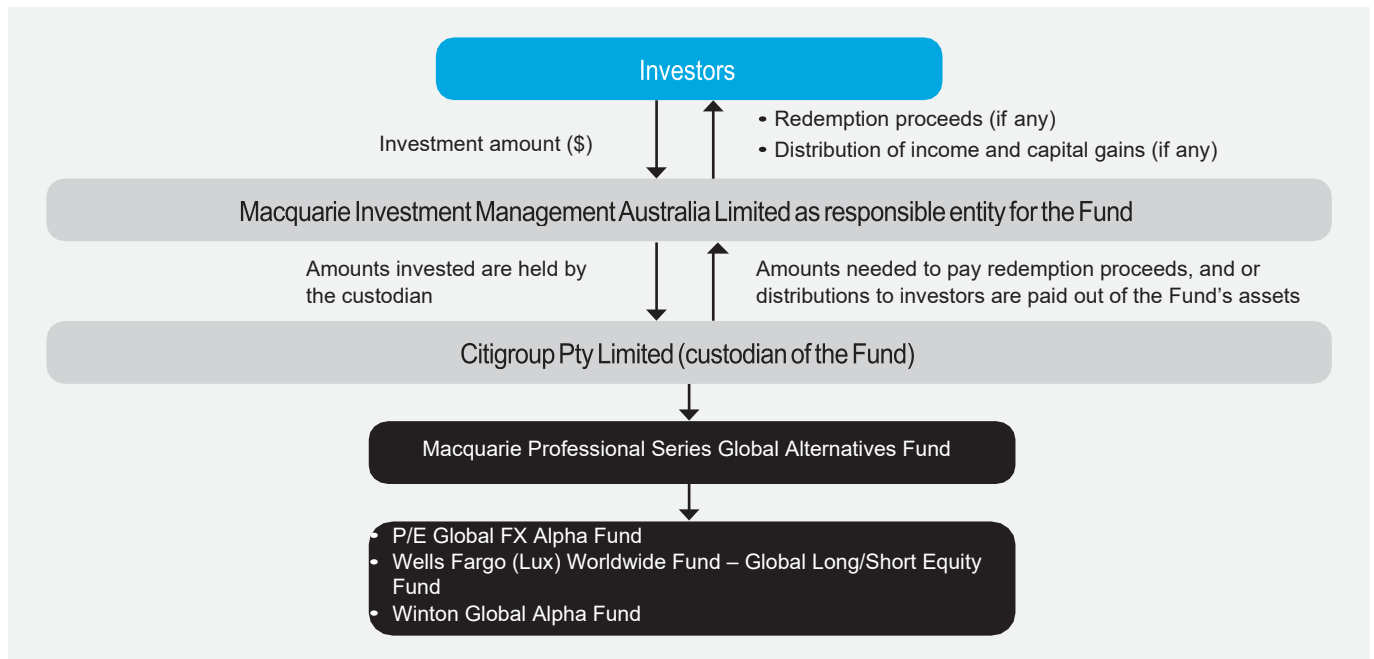 Investors
Investment amount ($)
• Redemption proceeds (if any)
• Distribution of income and capital gains (if any)
Macquarie Investment Management Australia Limited as responsible entity for the Fund
Amounts invested are held by
the custodian
Amounts needed to pay redemption proceeds, and or
distributions to investors are paid out of the Fund’s assets
Citigroup Pty Limited (custodian of the Fund)
Macquarie Professional Series Global Alternatives Fund
• P/E Global FX Alpha Fund
• Wells Fargo (Lux) Worldwide Fund – Global Long/Short Equity
Fund
• Winton Global Alpha Fund